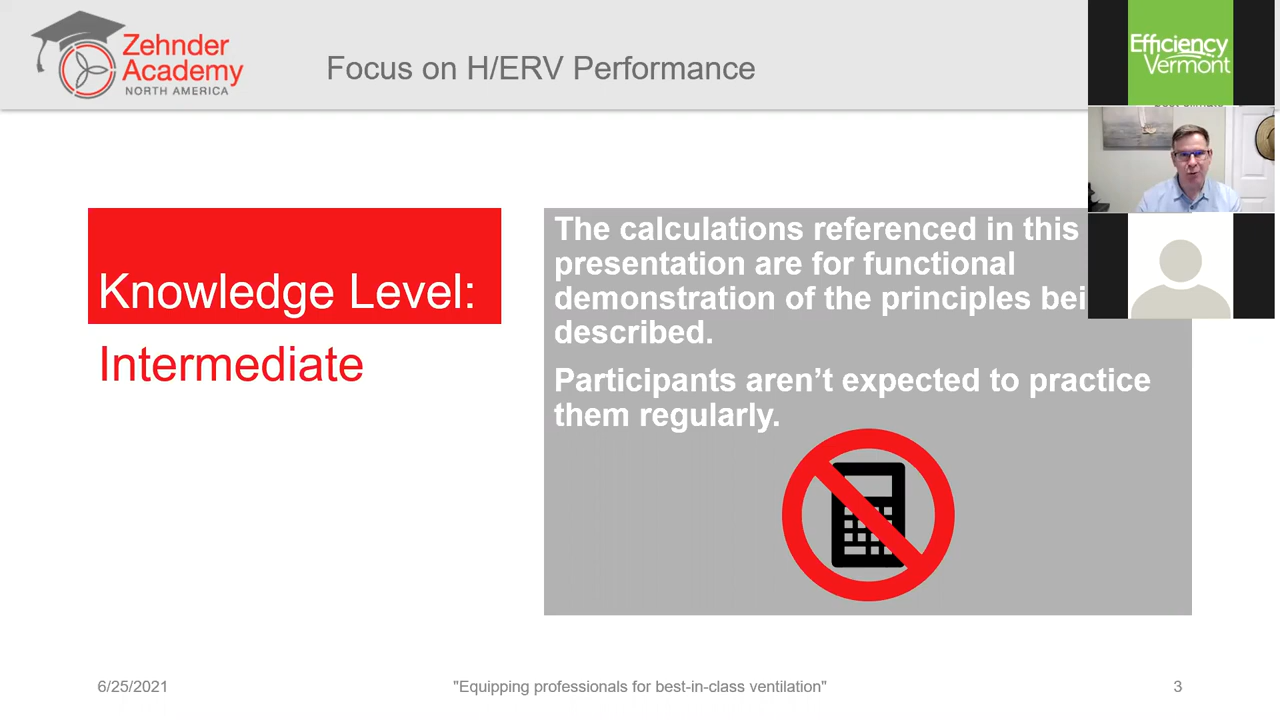 Zehnder
Academy
NORTH AMERICA
Focus on H/ERV Performance
Efficiency
Vermont
Knowledge Level:
Intermediate
The calculations referenced in this
presentation are for functional
demonstration of the principles bei
described.
Participants aren’t expected to practice
them regularly.
6/25/2021
"Equipping professionals for best-in-class ventilation"
3